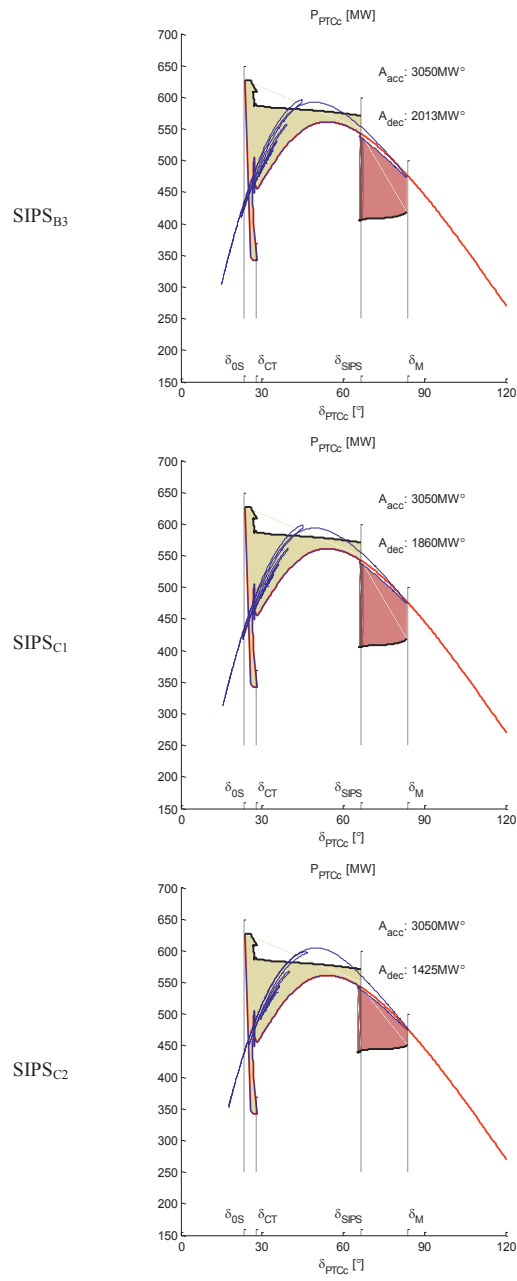 P_PTCc [MW]
700
650
A_acc: 3050MW°
600
A_dec: 2013MW°
550
500
450
SIPS_B3
400
350
300
250
200
δ_0S δ_CT δ_SIPS δ_M
150
0 30 60 90 120
δ_PTCc [°]
P_PTCc [MW]
700
650
A_acc: 3050MW°
600
A_dec: 1860MW°
550
500
450
SIPS_C1
400
350
300
250
200
δ_0S δ_CT δ_SIPS δ_M
150
0 30 60 90 120
δ_PTCc [°]
P_PTCc [MW]
700
650
A_acc: 3050MW°
600
A_dec: 1425MW°
550
500
450
SIPS_C2
400
350
300
250
200
δ_0S δ_CT δ_SIPS δ_M
150
0 30 60 90 120
δ_PTCc [°]